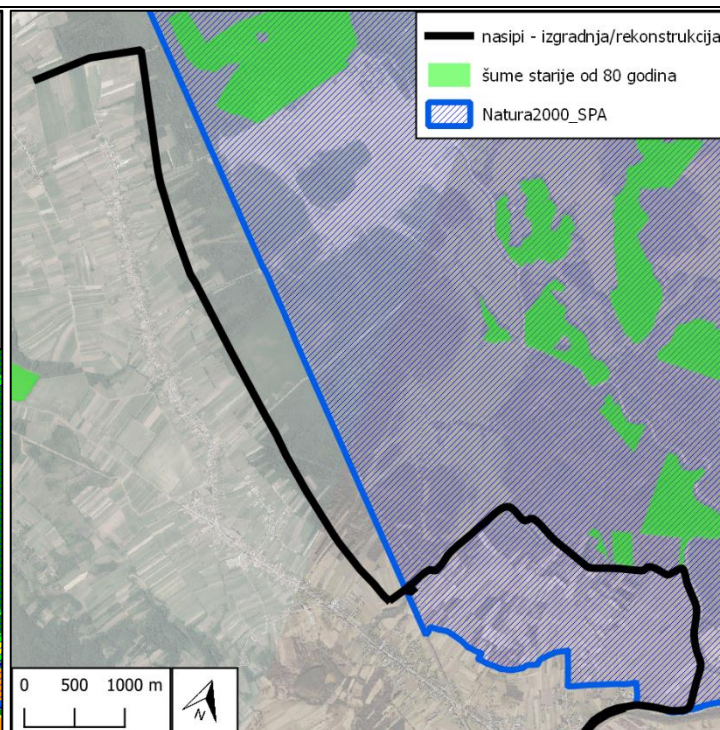 nasipi - izgradnja/rekonstrukcija
šume starije od 80 godina
Natura2000_SPA
0 500 1000 m
N